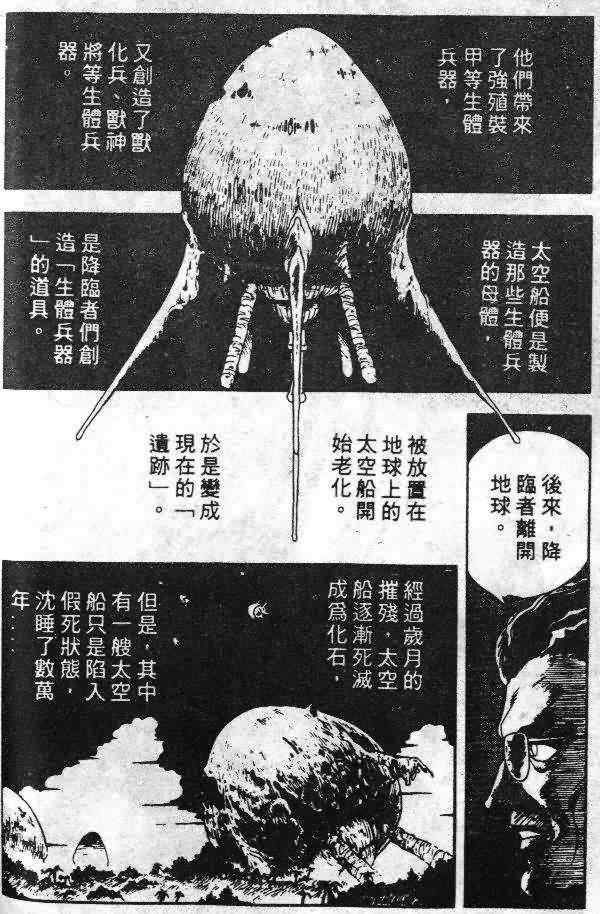 他們帶來
了強殖裝
甲等生體
兵器，
又創造了獸
化兵、獸神
將等生體兵
器。
太空船便是製
造那些生體兵
器的母體，
是降臨者們創
造「生體兵器
」的道具。
後來，降
臨者離開
地球。
被放置在
地球上的
太空船開
始老化。
於是變成
現在的「
遺跡」。
經過歲月的
摧殘，太空
船逐漸死滅
成爲化石，
但是，其中
有一艘太空
船只是陷入
假死狀態，
沈睡了數萬
年……